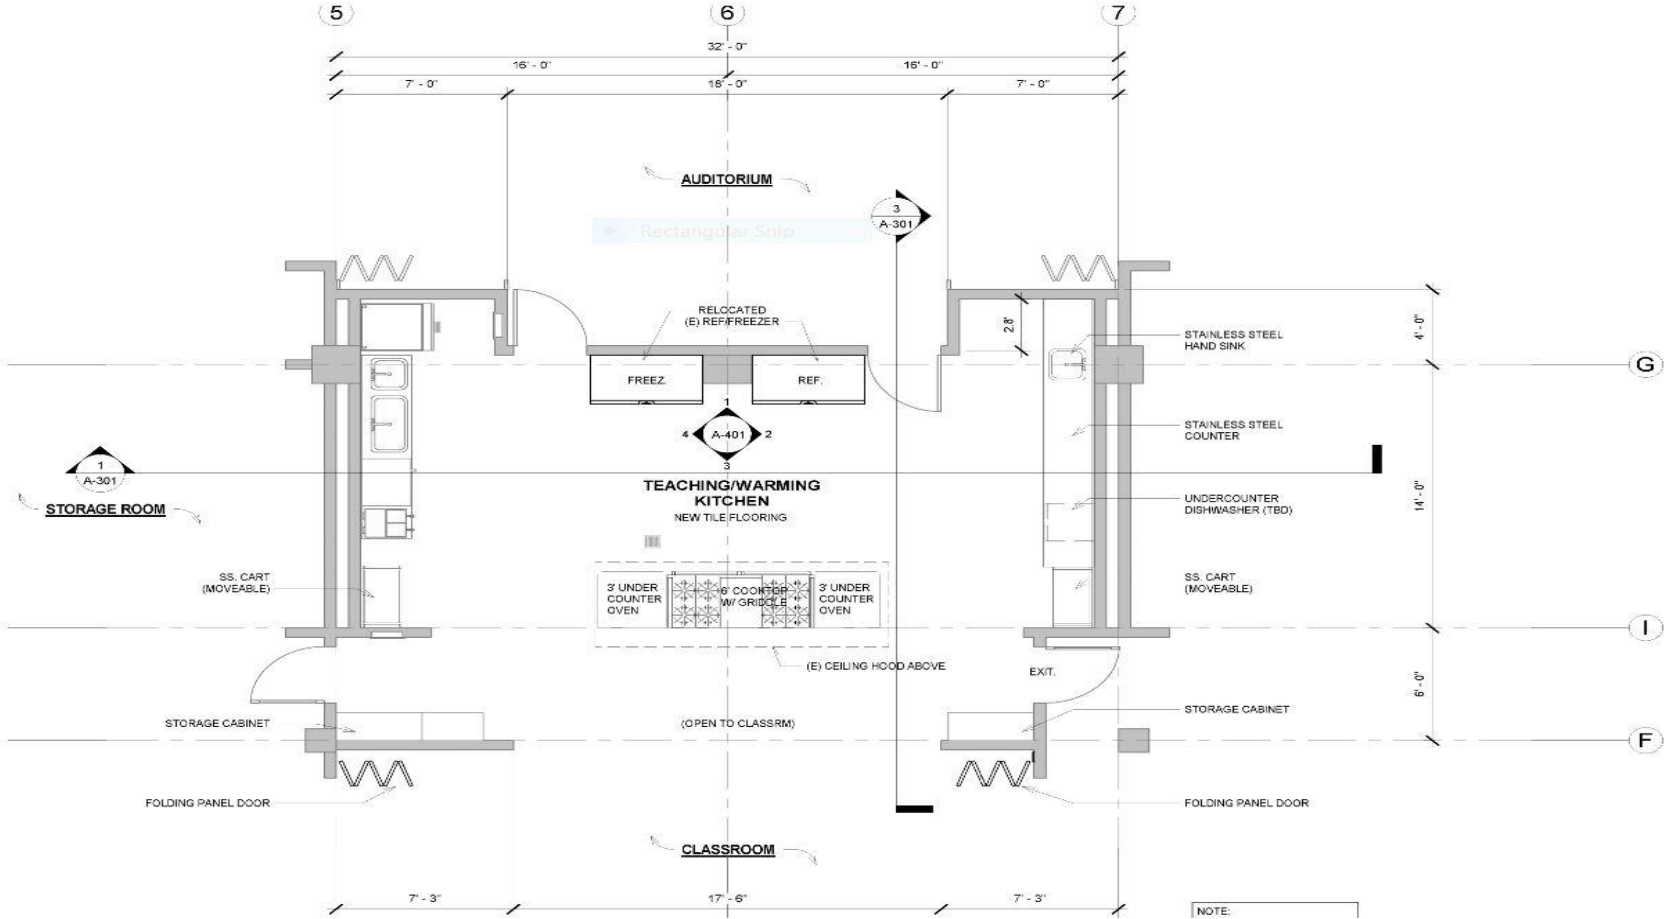 5
6
7
32' - 0"
16' - 0"
16' - 0"
7' - 0"
18' - 0"
7' - 0"
AUDITORIUM
3
A-301
Rectangular Snip
RELOCATED
(E) REF/FREEZER
2.8'
4' - 0"
STAINLESS STEEL
HAND SINK
G
FREEZ.
REF.
1
4
A-401
2
3
STAINLESS STEEL
COUNTER
1
A-301
STORAGE ROOM
TEACHING/WARMING
KITCHEN
NEW TILE FLOORING
UNDERCOUNTER
DISHWASHER (TBD)
14' - 0"
SS. CART
(MOVEABLE)
3' UNDER
COUNTER
OVEN
6' COOKTOP
W/ GRIDDLE
3' UNDER
COUNTER
OVEN
SS. CART
(MOVEABLE)
I
(E) CEILING HOOD ABOVE
EXIT.
6' - 0"
STORAGE CABINET
(OPEN TO CLASSRM)
STORAGE CABINET
F
FOLDING PANEL DOOR
FOLDING PANEL DOOR
CLASSROOM
7' - 3"
17' - 6"
7' - 3"
NOTE: